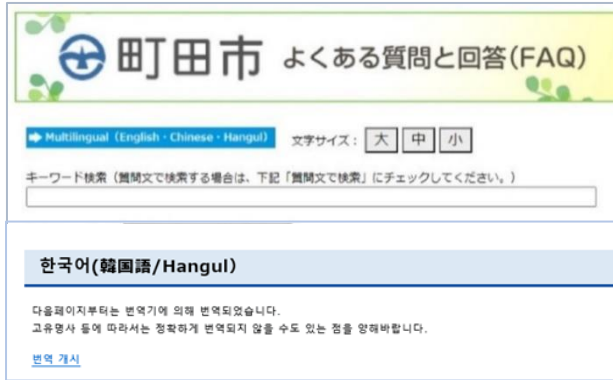 町田市 よくある質問と回答(FAQ)
Multilingual（English・Chinese・Hangul） 文字サイズ： 大 中 小
キーワード検索（質問文で検索する場合は、下記「質問文で検索」にチェックしてください。）
한국어(韓国語/Hangul)
다음페이지부터는 번역기에 의해 번역되었습니다.
고유명사 등에 따라서는 정확하게 번역되지 않을 수도 있는 점을 양해바랍니다.
번역 개시